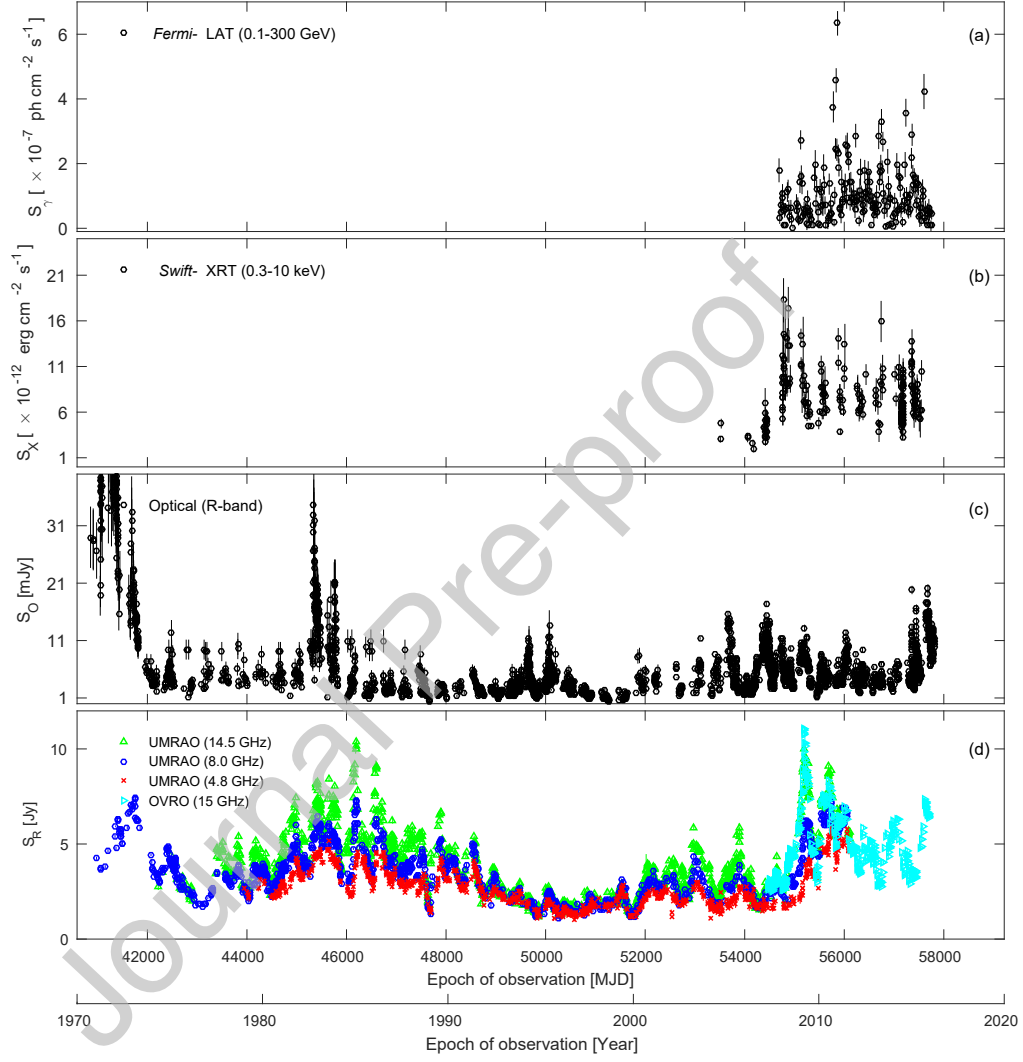 Fermi- LAT (0.1-300 GeV)
(a)
6
4
2
0
S_γ [ × 10^-7 ph cm^-2 s^-1]
Swift- XRT (0.3-10 keV)
(b)
21
16
11
6
1
S_X [ × 10^-12 erg cm^-2 s^-1]
Optical (R-band)
(c)
31
21
11
1
S_O [mJy]
UMRAO (14.5 GHz)
UMRAO (8.0 GHz)
UMRAO (4.8 GHz)
OVRO (15 GHz)
(d)
10
5
0
S_R [Jy]
42000 44000 46000 48000 50000 52000 54000 56000 58000
Epoch of observation [MJD]
1970 1980 1990 2000 2010 2020
Epoch of observation [Year]
Journal Pre-proof